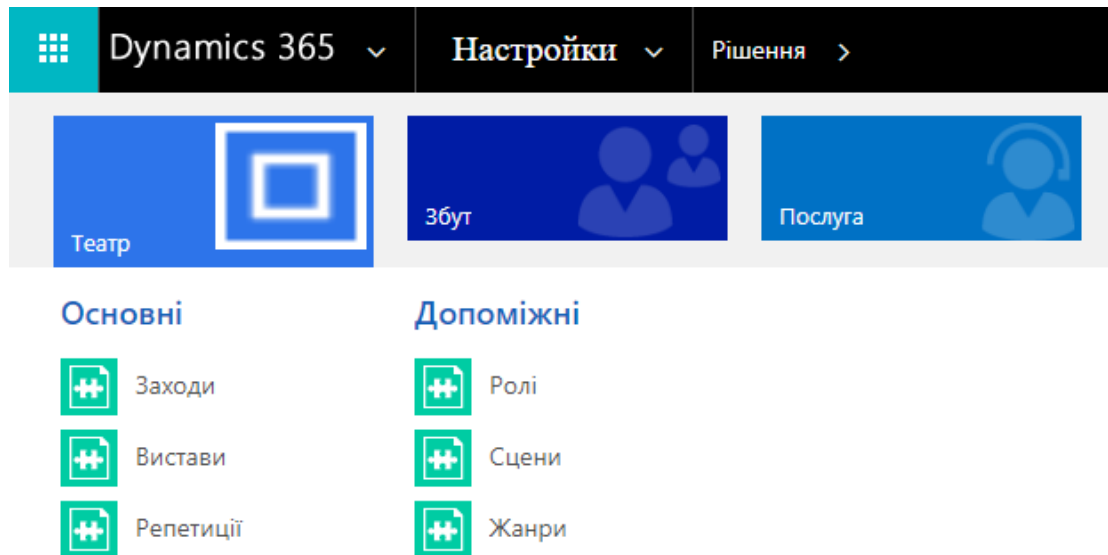 Dynamics 365 Настройки Рішення
Театр Збут Послуга
Основні Допоміжні
Заходи Ролі
Вистави Сцени
Репетиції Жанри